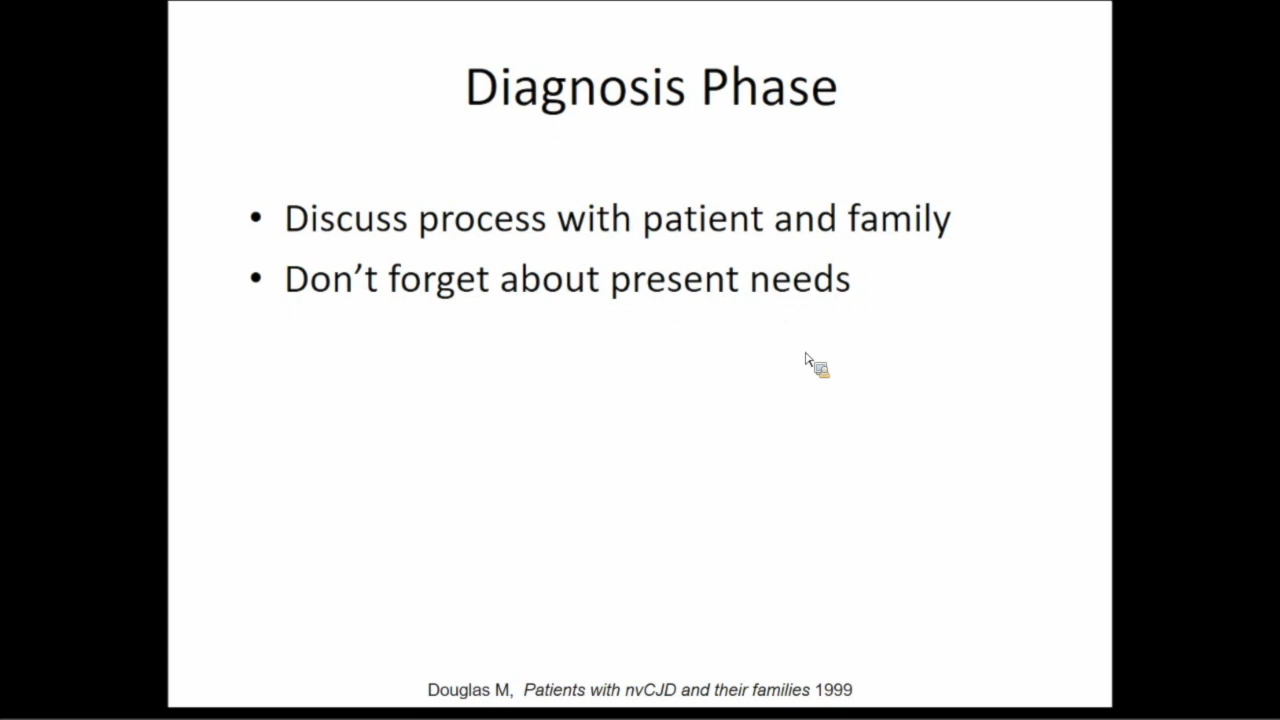 Diagnosis Phase
• Discuss process with patient and family
• Don’t forget about present needs
Douglas M, Patients with nvCJD and their families 1999